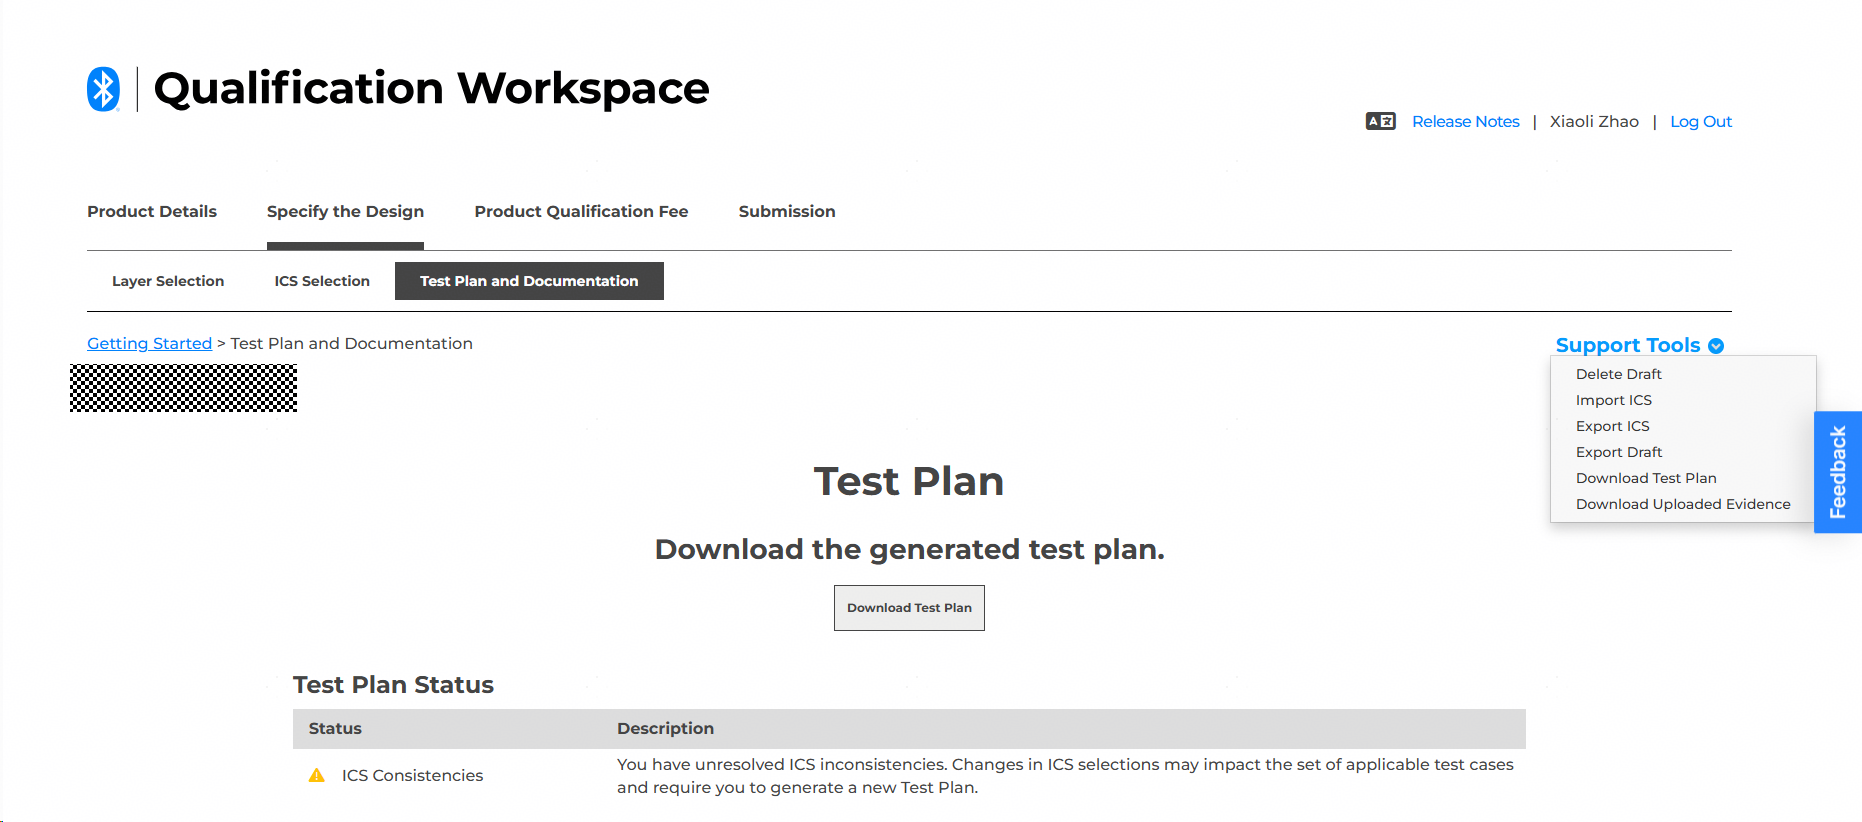 Qualification Workspace
Release Notes | Xiaoli Zhao | Log Out
Product Details Specify the Design Product Qualification Fee Submission
Layer Selection ICS Selection Test Plan and Documentation
Getting Started > Test Plan and Documentation
Support Tools
Delete Draft
Import ICS
Export ICS
Export Draft
Download Test Plan
Download Uploaded Evidence
Feedback
Test Plan
Download the generated test plan.
Download Test Plan
Test Plan Status
Status Description
ICS Consistencies
You have unresolved ICS inconsistencies. Changes in ICS selections may impact the set of applicable test cases
and require you to generate a new Test Plan.